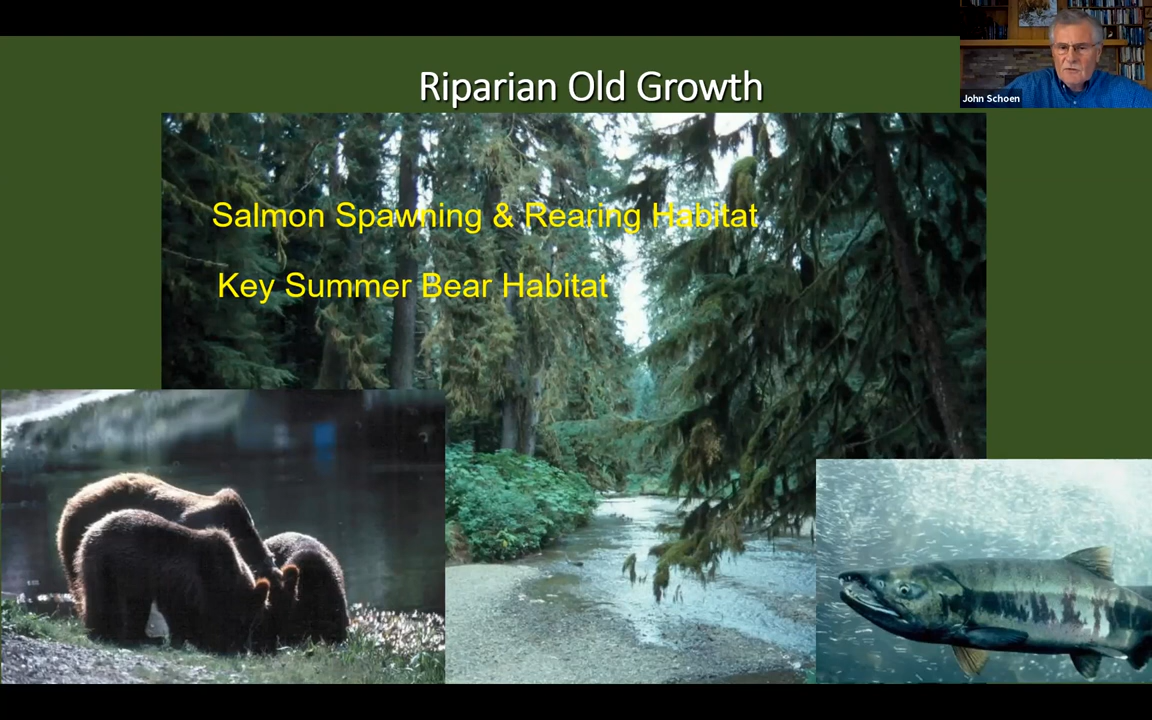 Riparian Old Growth
John Schoen
Salmon Spawning & Rearing Habitat
Key Summer Bear Habitat